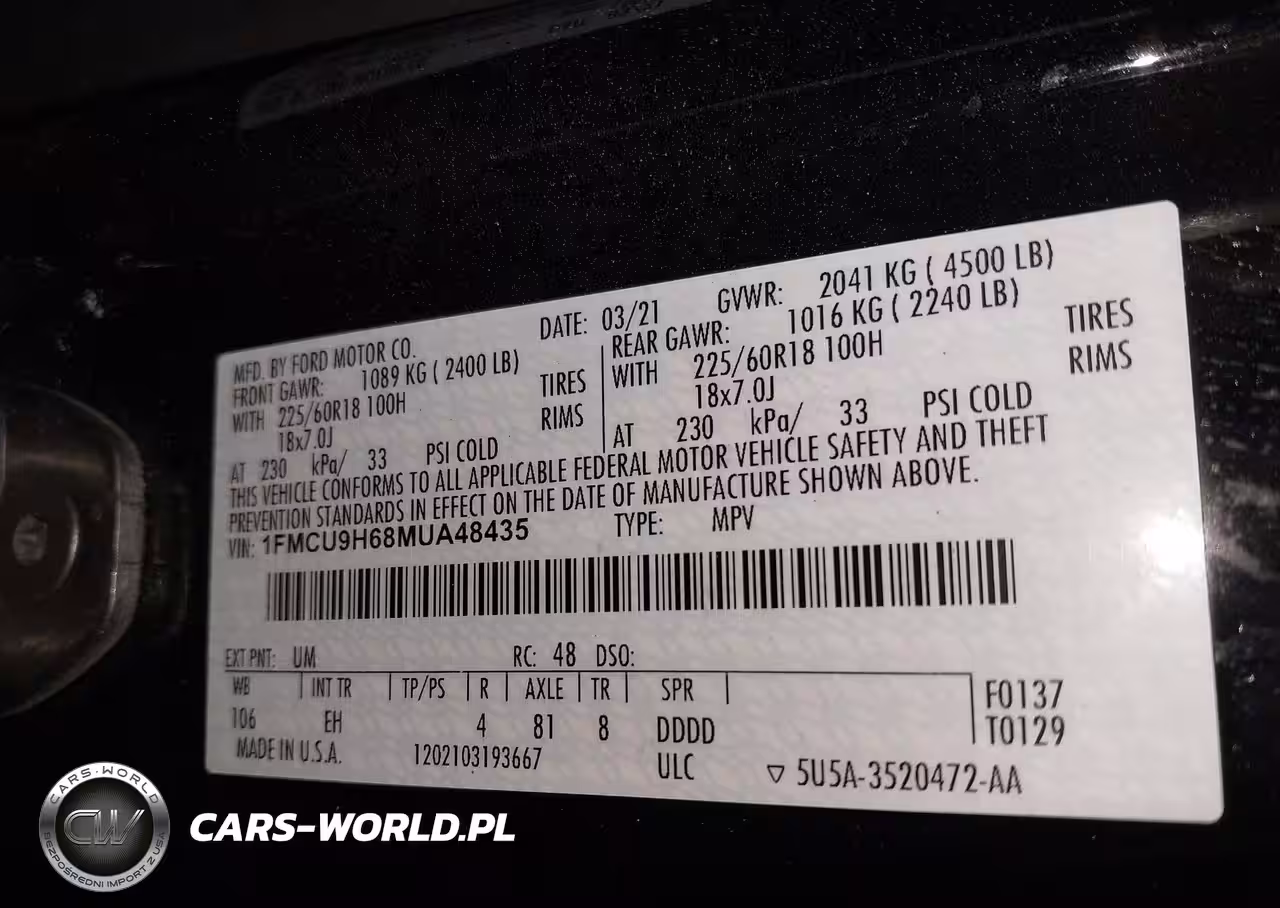 MFD. BY FORD MOTOR CO. DATE: 03/21 GVWR: 2041 KG ( 4500 LB)
FRONT GAWR: 1089 KG ( 2400 LB) REAR GAWR: 1016 KG ( 2240 LB)
WITH 225/60R18 100H TIRES WITH 225/60R18 100H TIRES
18x7.0J RIMS 18x7.0J RIMS
AT 230 kPa/ 33 PSI COLD AT 230 kPa/ 33 PSI COLD
THIS VEHICLE CONFORMS TO ALL APPLICABLE FEDERAL MOTOR VEHICLE SAFETY AND THEFT
PREVENTION STANDARDS IN EFFECT ON THE DATE OF MANUFACTURE SHOWN ABOVE.
VIN: 1FMCU9H68MUA48435 TYPE: MPV
EXT PNT: UM RC: 48 DSO:
WB INT TR TP/PS R AXLE TR SPR F0137
106 EH 4 81 8 DDDD T0129
MADE IN U.S.A. 1202103193667 ULC ▽ 5U5A-3520472-AA
CARS-WORLD
CW
BEZPOŚREDNI IMPORT Z USA
CARS-WORLD.PL